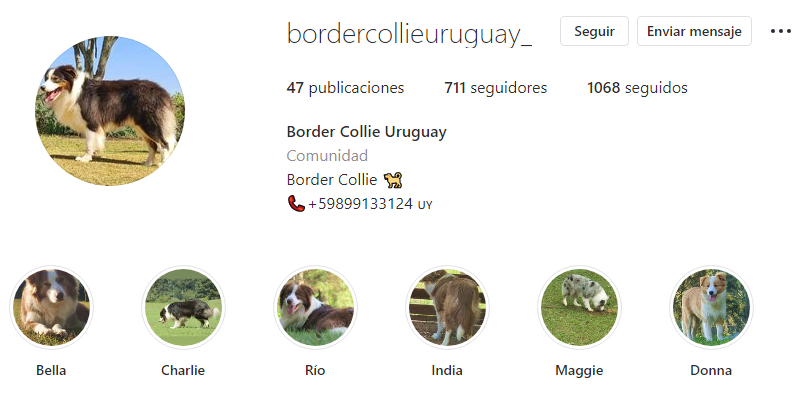 bordercollieuruguay_
Seguir
Enviar mensaje
47 publicaciones
711 seguidores
1068 seguidos
Border Collie Uruguay
Comunidad
Border Collie
+59899133124 UY
Bella
Charlie
Río
India
Maggie
Donna